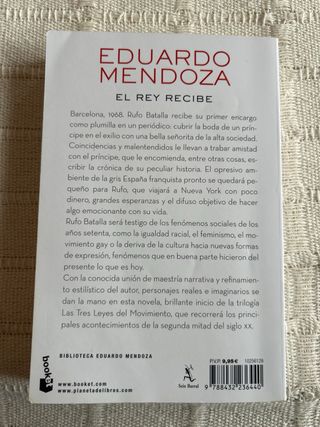 EDUARDO
MENDOZA
EL REY RECIBE
Barcelona, 1968. Rufo Batalla recibe su primer encargo
como plumilla en un periódico: cubrir la boda de un prín-
cipe en el exilio con una bella señorita de la alta sociedad.
Coincidencias y malentendidos le llevan a trabar amistad
con el príncipe, que le encomienda, entre otras cosas, es-
cribir la crónica de su peculiar historia. El opresivo am-
biente de la gris España franquista pronto se quedará pe-
queño para Rufo, que viajará a Nueva York con poco
dinero, grandes esperanzas y el difuso objetivo de hacer
algo emocionante con su vida.
Rufo Batalla será testigo de los fenómenos sociales de los
años setenta, como la igualdad racial, el feminismo, el mo-
vimiento gay o la deriva de la cultura hacia nuevas formas
de expresión, fenómenos que en buena parte hicieron del
presente lo que es hoy.
Con la conocida unión de maestría narrativa y refinamien-
to estilístico del autor, personajes reales e imaginarios se
dan la mano en esta novela, brillante inicio de la trilogía
Las Tres Leyes del Movimiento, que recorrerá los princi-
pales acontecimientos de la segunda mitad del siglo XX.
BIBLIOTECA EDUARDO MENDOZA
booket
www.booket.com
www.planetadelibros.com
Seix Barral
P.V.P. 9,95 € 10250126
9 788432 236440